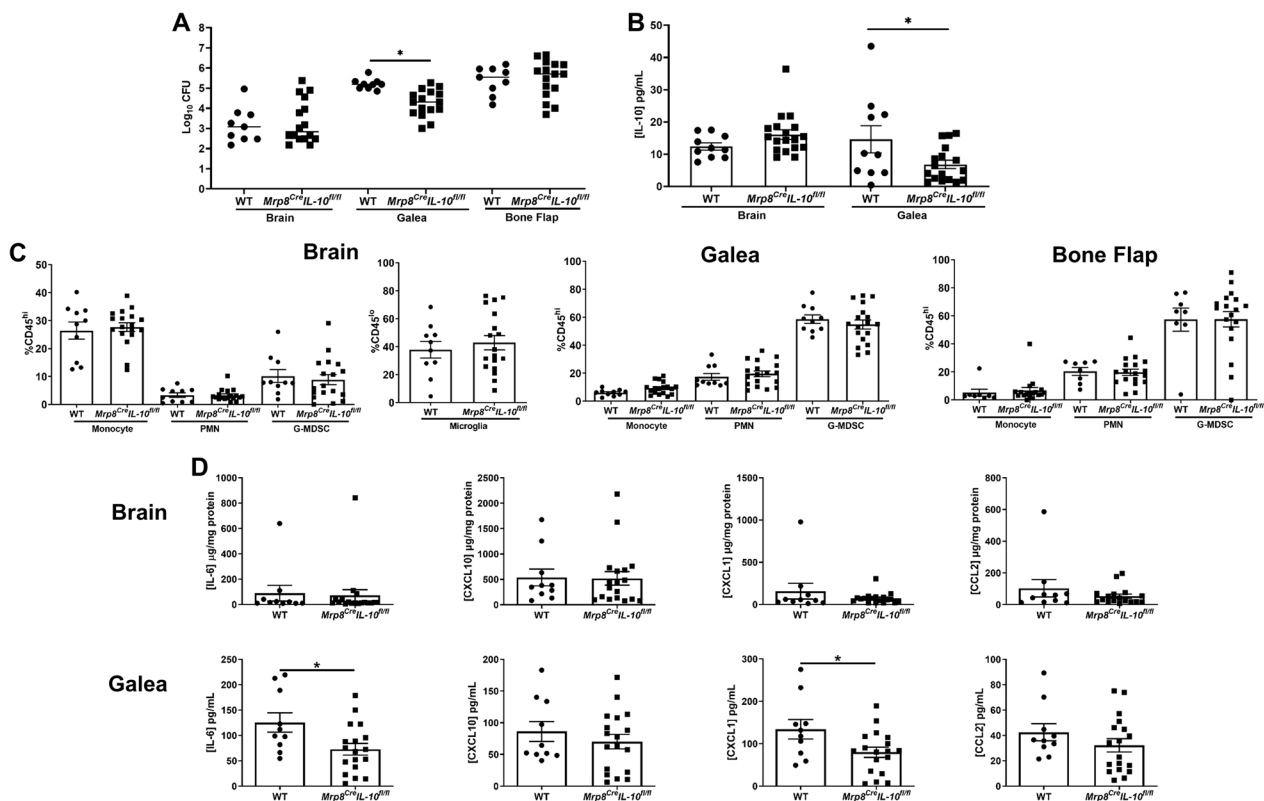 A
Log10 CFU
8
7
6
5
4
3
2
1
0
WT Mrp8CreIL-10fl/fl WT Mrp8CreIL-10fl/fl WT Mrp8CreIL-10fl/fl
Brain Galea Bone Flap
*
B
[IL-10] pg/mL
50
40
30
20
10
0
WT Mrp8CreIL-10fl/fl WT Mrp8CreIL-10fl/fl
Brain Galea
*
C
Brain
%CD45hi
50
40
30
20
10
0
WT Mrp8CreIL-10fl/fl WT Mrp8CreIL-10fl/fl WT Mrp8CreIL-10fl/fl
Monocyte PMN G-MDSC
%CD45lo
100
80
60
40
20
0
WT Mrp8CreIL-10fl/fl
Microglia
Galea
%CD45hi
100
80
60
40
20
0
WT Mrp8CreIL-10fl/fl WT Mrp8CreIL-10fl/fl WT Mrp8CreIL-10fl/fl
Monocyte PMN G-MDSC
Bone Flap
%CD45hi
100
80
60
40
20
0
WT Mrp8CreIL-10fl/fl WT Mrp8CreIL-10fl/fl WT Mrp8CreIL-10fl/fl
Monocyte PMN G-MDSC
D
Brain
[IL-6] µg/mg protein
1000
800
600
400
200
0
WT Mrp8CreIL-10fl/fl
[CXCL10] µg/mg protein
2500
2000
1500
1000
500
0
WT Mrp8CreIL-10fl/fl
[CXCL1] µg/mg protein
1500
1000
500
0
WT Mrp8CreIL-10fl/fl
[CCL2] µg/mg protein
800
600
400
200
0
WT Mrp8CreIL-10fl/fl
Galea
[IL-6] pg/mL
250
200
150
100
50
0
*
WT Mrp8CreIL-10fl/fl
[CXCL10] pg/mL
200
150
100
50
0
WT Mrp8CreIL-10fl/fl
[CXCL1] pg/mL
300
200
100
0
*
WT Mrp8CreIL-10fl/fl
[CCL2] pg/mL
100
80
60
40
20
0
WT Mrp8CreIL-10fl/fl